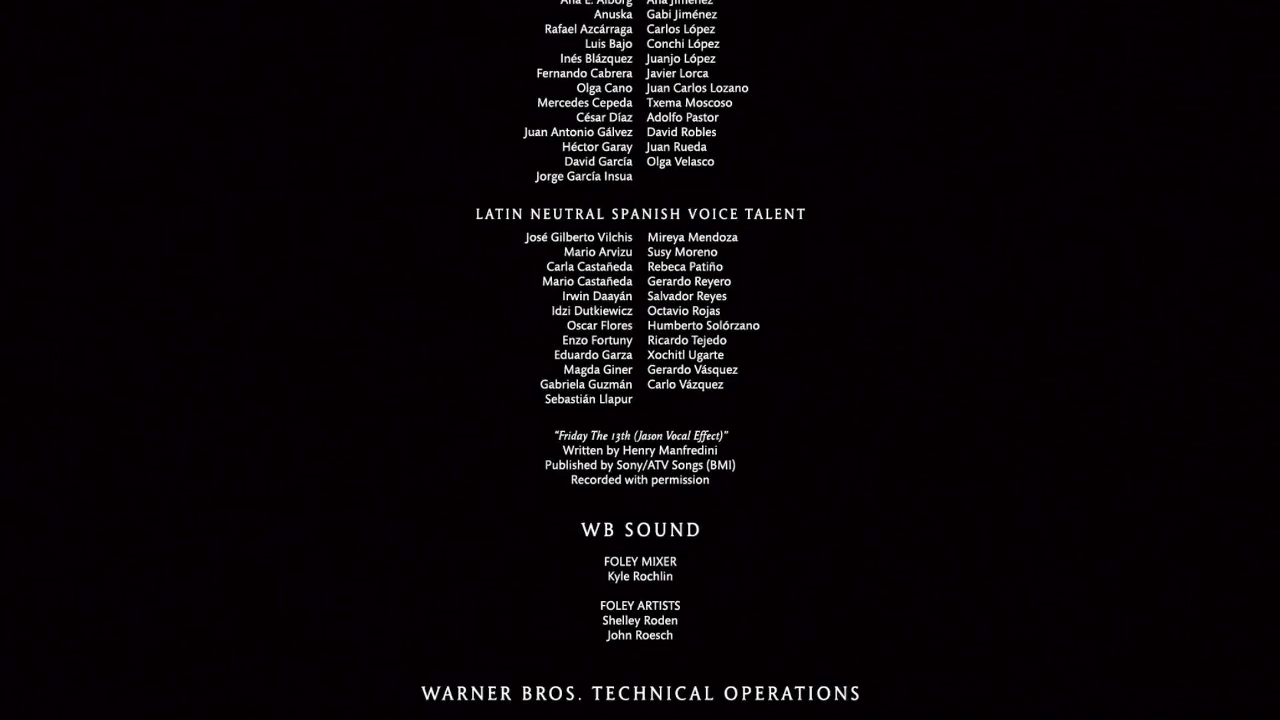 Ana E. Alborg Ana Jiménez
Anuska Gabi Jiménez
Rafael Azcárraga Carlos López
Luis Bajo Conchi López
Inés Blázquez Juanjo López
Fernando Cabrera Javier Lorca
Olga Cano Juan Carlos Lozano
Mercedes Cepeda Txema Moscoso
César Díaz Adolfo Pastor
Juan Antonio Gálvez David Robles
Héctor Garay Juan Rueda
David García Olga Velasco
Jorge García Insua
LATIN NEUTRAL SPANISH VOICE TALENT
José Gilberto Vilchis Mireya Mendoza
Mario Arvizu Susy Moreno
Carla Castañeda Rebeca Patiño
Mario Castañeda Gerardo Reyero
Irwin Daayán Salvador Reyes
Idzi Dutkiewicz Octavio Rojas
Oscar Flores Humberto Solórzano
Enzo Fortuny Ricardo Tejedo
Eduardo Garza Xochitl Ugarte
Magda Giner Gerardo Vásquez
Gabriela Guzmán Carlo Vázquez
Sebastián Llapur
“Friday The 13th (Jason Vocal Effect)”
Written by Henry Manfredini
Published by Sony/ATV Songs (BMI)
Recorded with permission
WB SOUND
FOLEY MIXER
Kyle Rochlin
FOLEY ARTISTS
Shelley Roden
John Roesch
WARNER BROS. TECHNICAL OPERATIONS